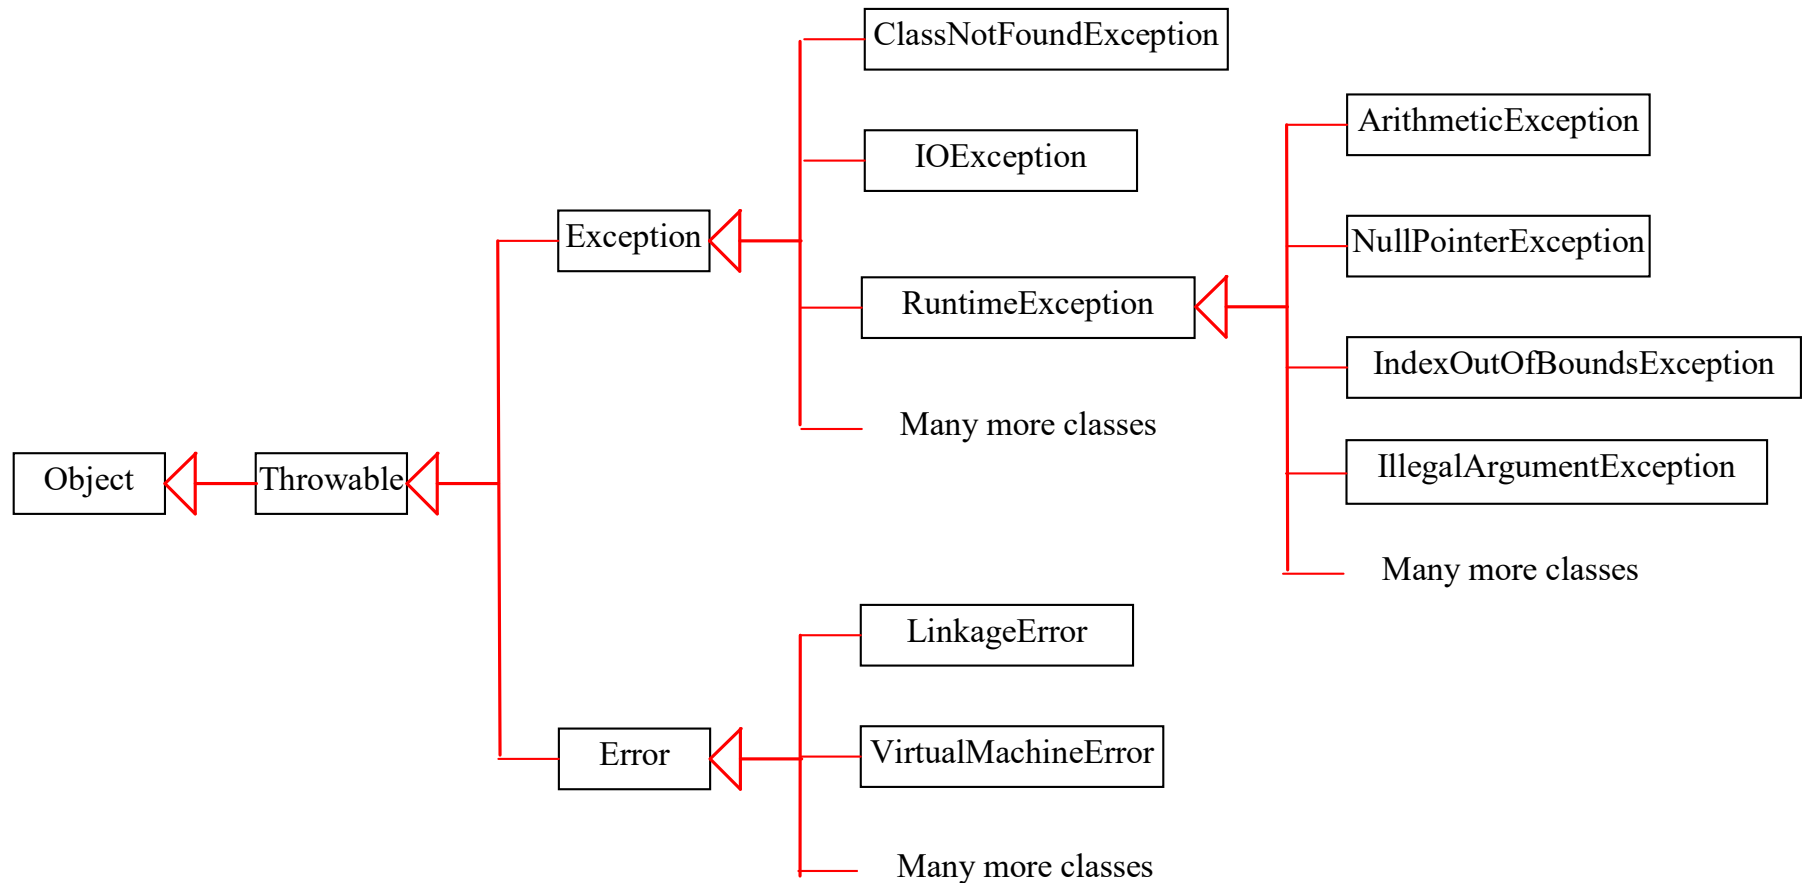 ClassNotFoundException
ArithmeticException
IOException
NullPointerException
Exception
RuntimeException
IndexOutOfBoundsException
Many more classes
IllegalArgumentException
Object
Throwable
Many more classes
LinkageError
Error
VirtualMachineError
Many more classes